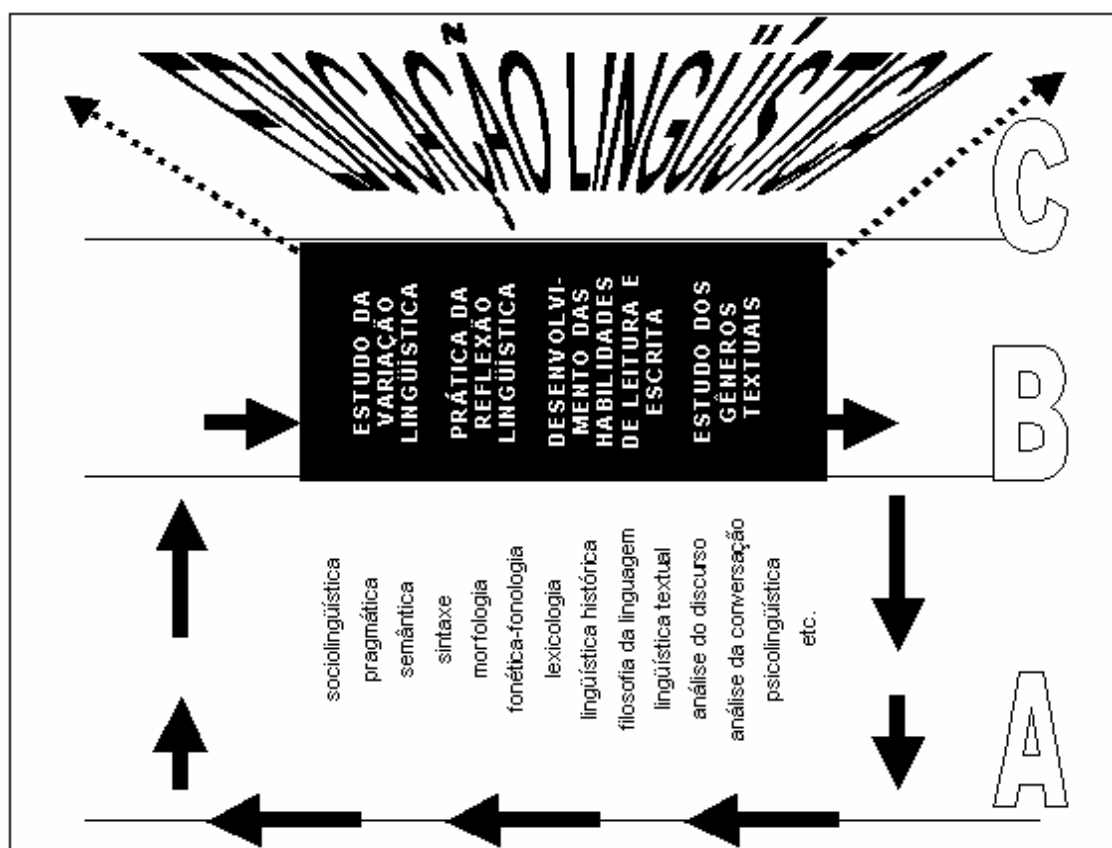 EDUCAÇÃO LINGÜÍSTICA
C
ESTUDO DA
VARIAÇÃO
LINGÜÍSTICA
PRÁTICA DA
REFLEXÃO
LINGÜÍSTICA
DESENVOLVI-
MENTO DAS
HABILIDADES
DE LEITURA E
ESCRITA
ESTUDO DOS
GÊNEROS
TEXTUAIS
B
sociolingüística
pragmática
semântica
sintaxe
morfologia
fonética-fonologia
lexicologia
lingüística histórica
filosofia da linguagem
lingüística textual
análise do discurso
análise da conversação
psicolingüística
etc.
A